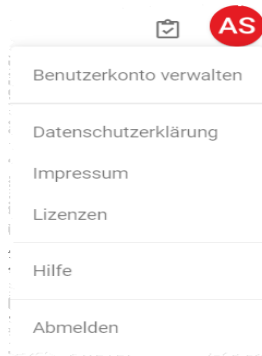 AS
Benutzerkonto verwalten
Datenschutzerklärung
Impressum
Lizenzen
Hilfe
Abmelden